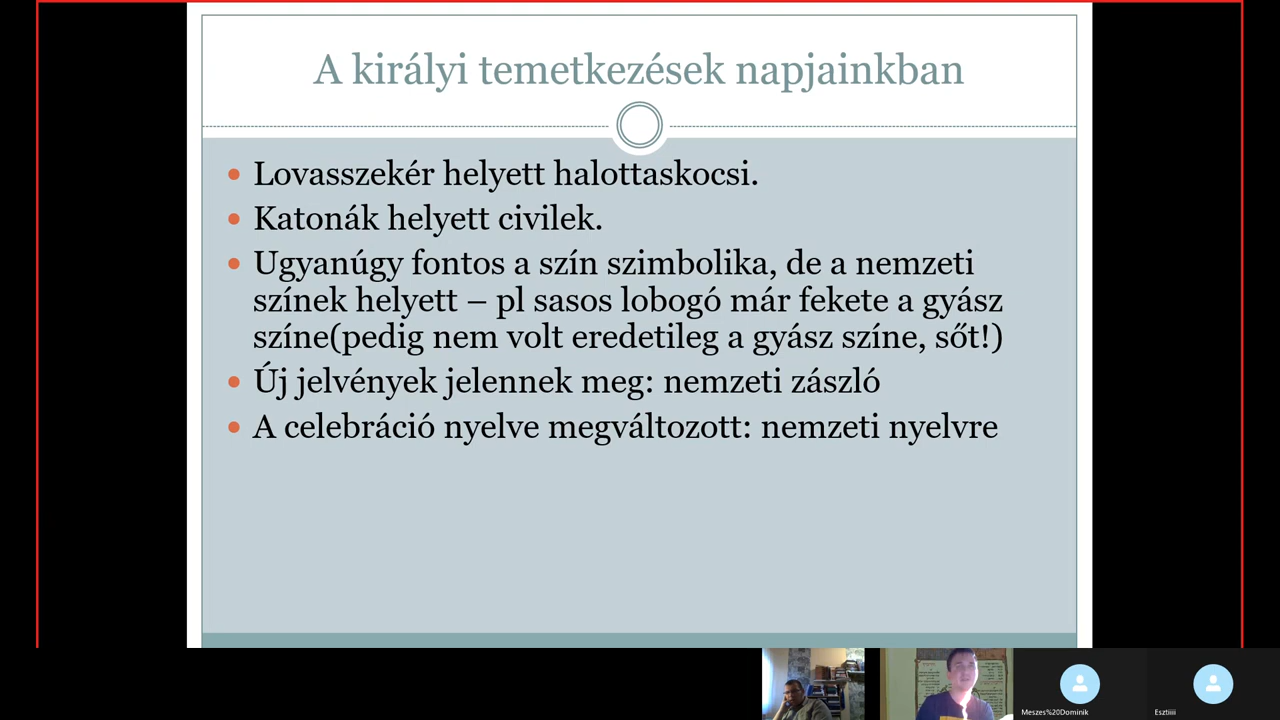 A királyi temetkezések napjainkban
Lovasszekér helyett halottaskocsi.
Katonák helyett civilek.
Ugyanúgy fontos a szín szimbolika, de a nemzeti
színek helyett – pl sasos lobogó már fekete a gyász
színe(pedig nem volt eredetileg a gyász színe, sőt!)
Új jelvények jelennek meg: nemzeti zászló
A celebráció nyelve megváltozott: nemzeti nyelvre
Meszes%20Dominik
Esztiiii